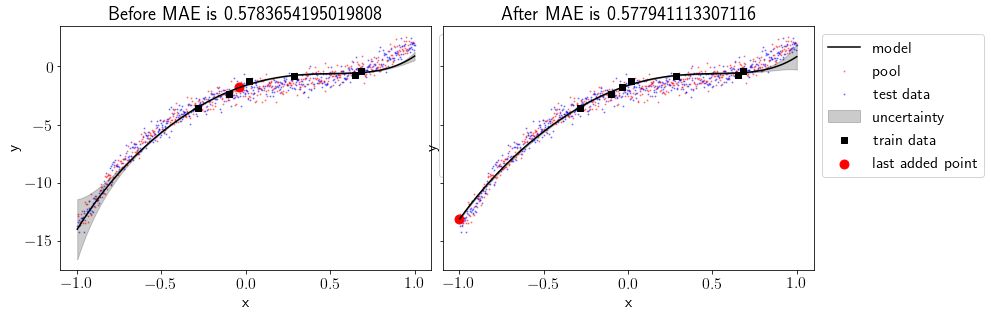 Before MAE is 0.5783654195019808
After MAE is 0.577941113307116
0
−5
−10
−15
y
y
−1.0 −0.5 0.0 0.5 1.0
−1.0 −0.5 0.0 0.5 1.0
x
x
model
pool
test data
uncertainty
train data
last added point